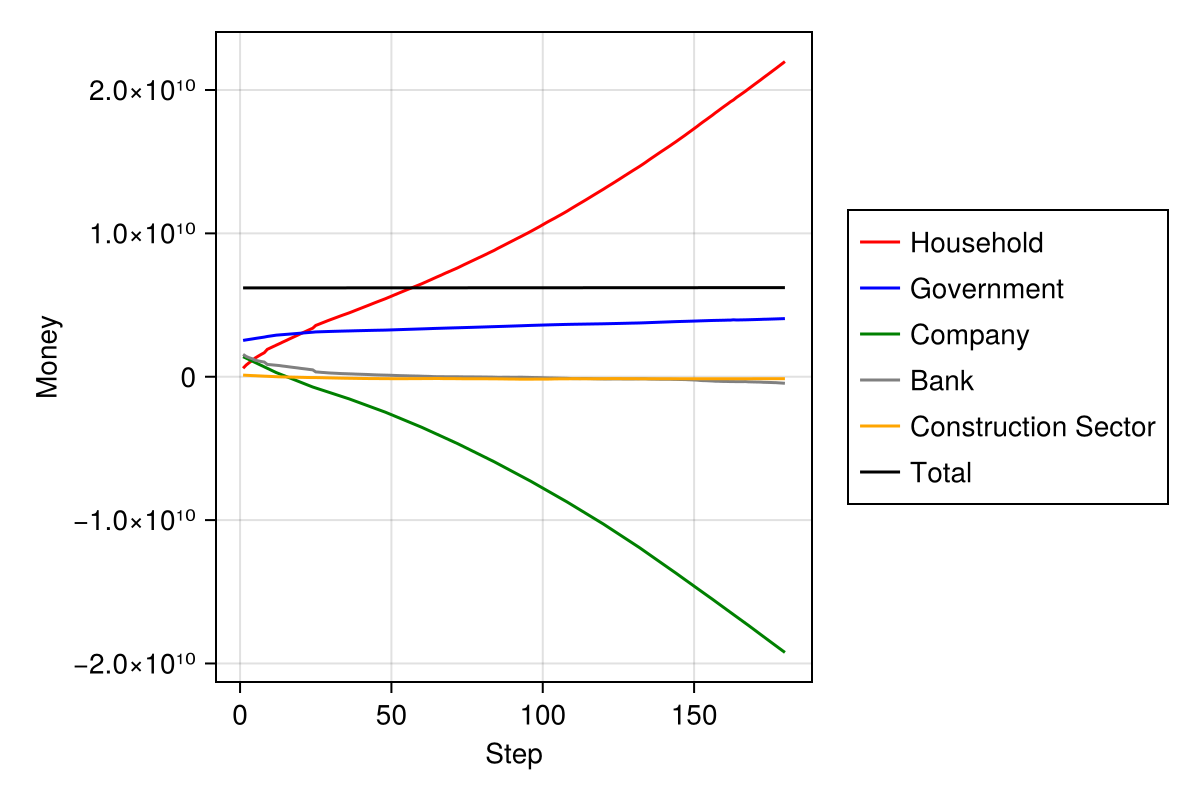 Money
2.0×10¹⁰
1.0×10¹⁰
0
−1.0×10¹⁰
−2.0×10¹⁰
0 50 100 150
Step
Household
Government
Company
Bank
Construction Sector
Total